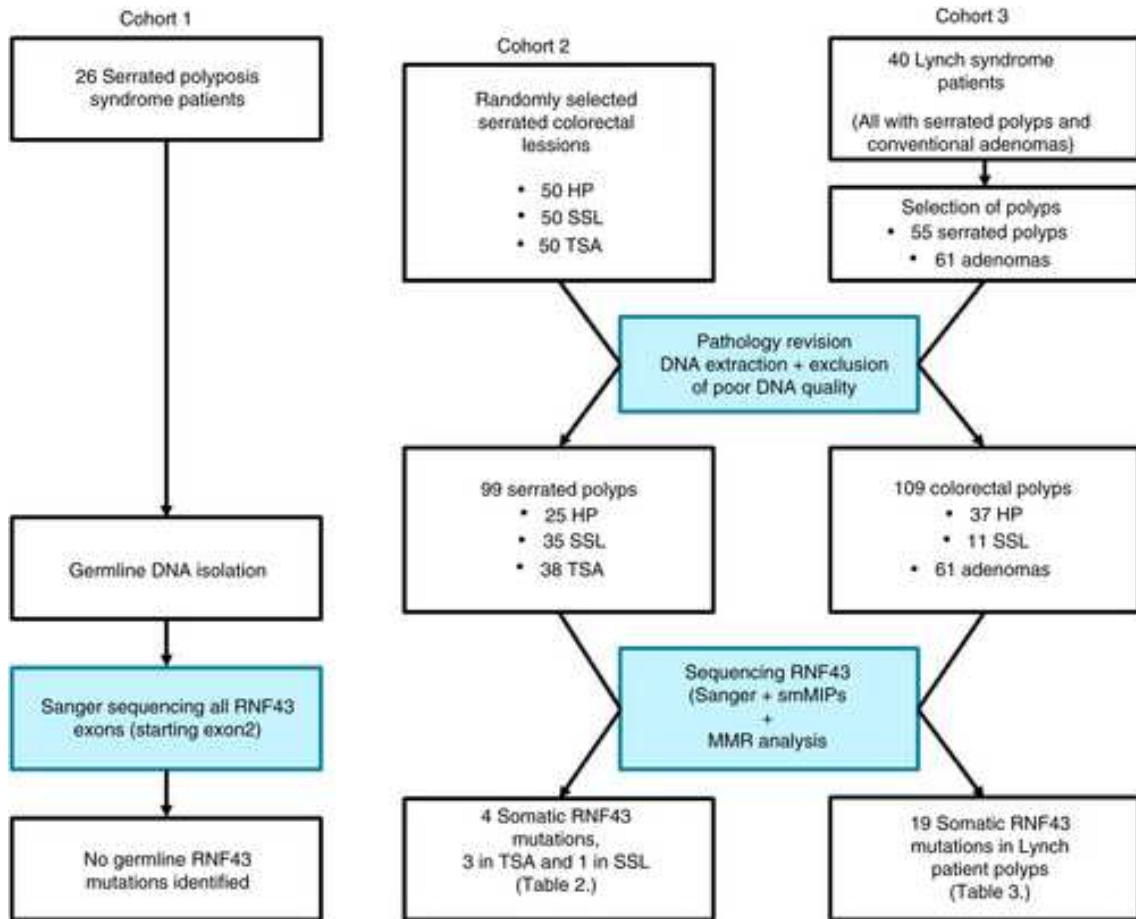 Cohort 1
26 Serrated polyposis
syndrome patients
Germline DNA isolation
Sanger sequencing all RNF43
exons (starting exon2)
No germline RNF43
mutations identified
Cohort 2
Randomly selected
serrated colorectal
lessions
• 50 HP
• 50 SSL
• 50 TSA
Cohort 3
40 Lynch syndrome
patients
(All with serrated polyps and
conventional adenomas)
Selection of polyps
• 55 serrated polyps
• 61 adenomas
Pathology revision
DNA extraction + exclusion
of poor DNA quality
99 serrated polyps
• 25 HP
• 35 SSL
• 38 TSA
109 colorectal polyps
• 37 HP
• 11 SSL
• 61 adenomas
Sequencing RNF43
(Sanger + smMIPs
+
MMR analysis
4 Somatic RNF43
mutations,
3 in TSA and 1 in SSL
(Table 2.)
19 Somatic RNF43
mutations in Lynch
patient polyps
(Table 3.)